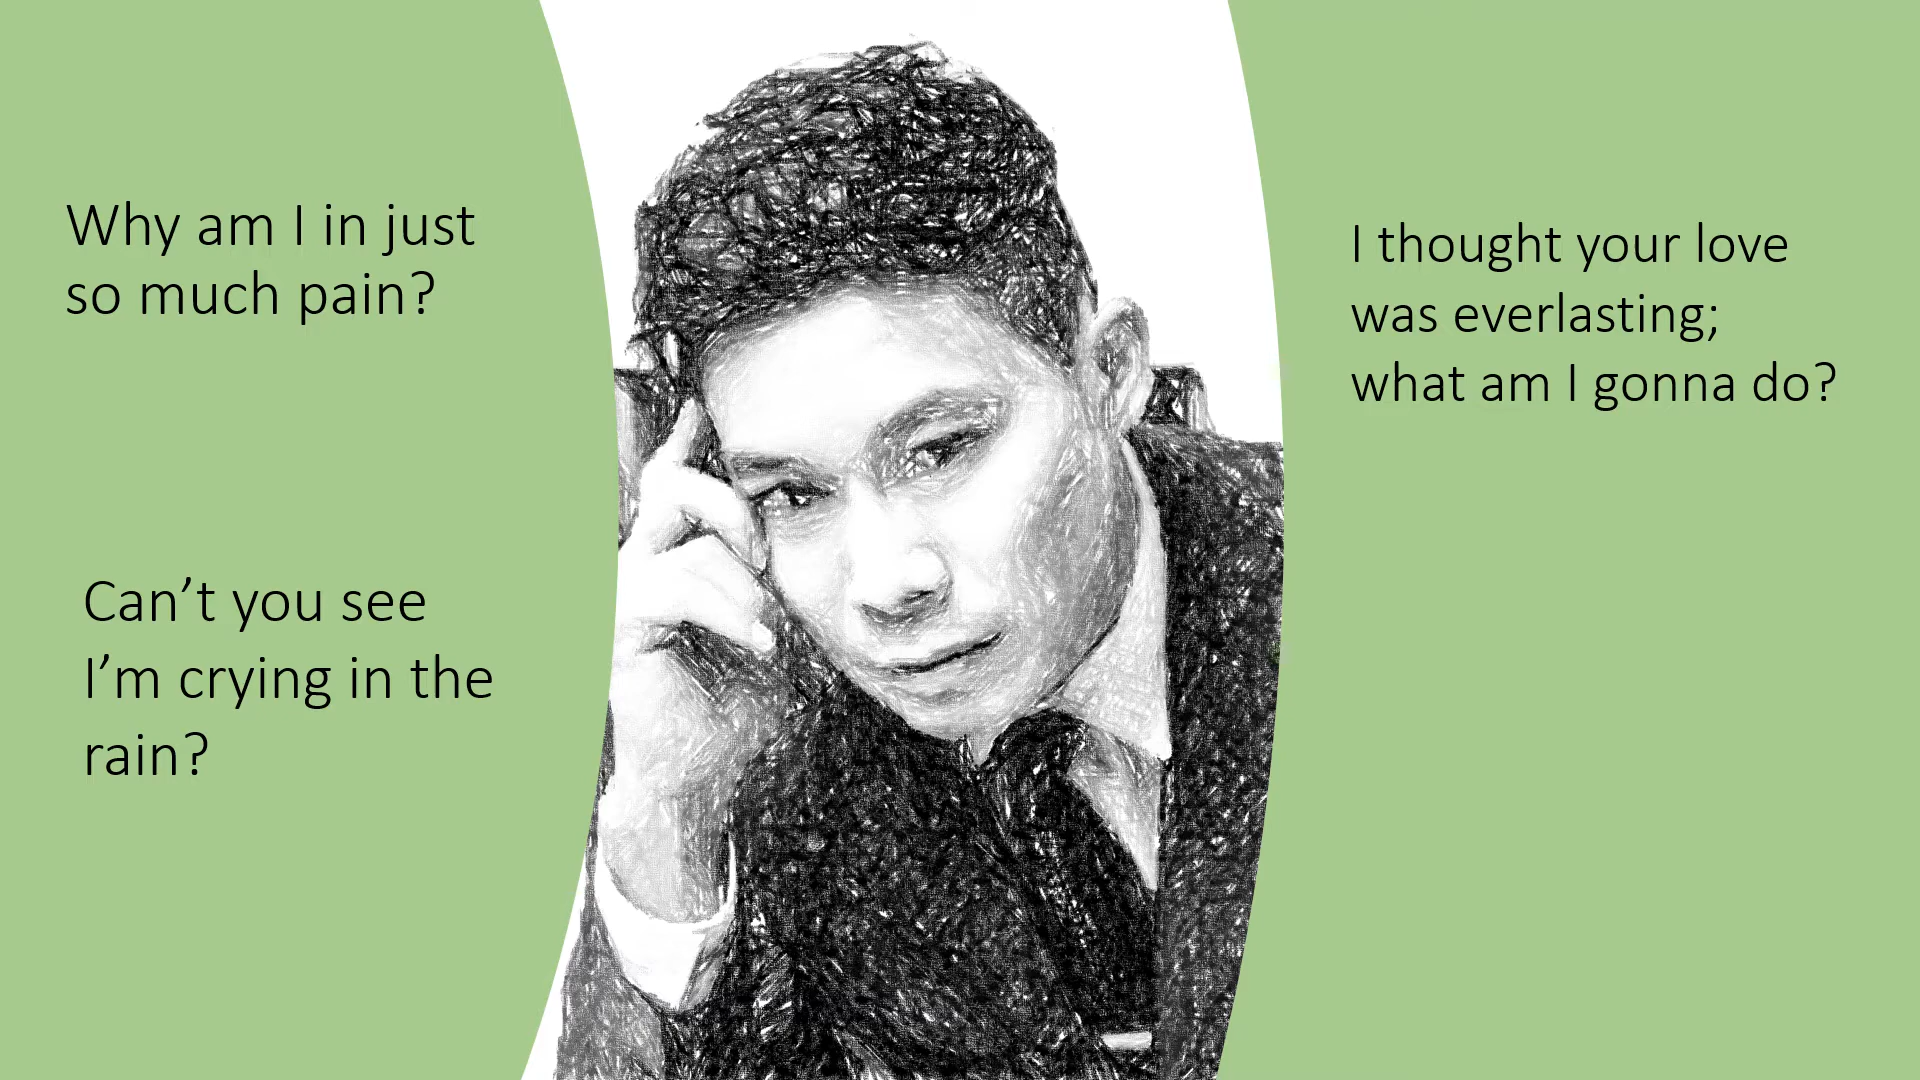 Why am I in just
so much pain?
Can’t you see
I’m crying in the
rain?
I thought your love
was everlasting;
what am I gonna do?